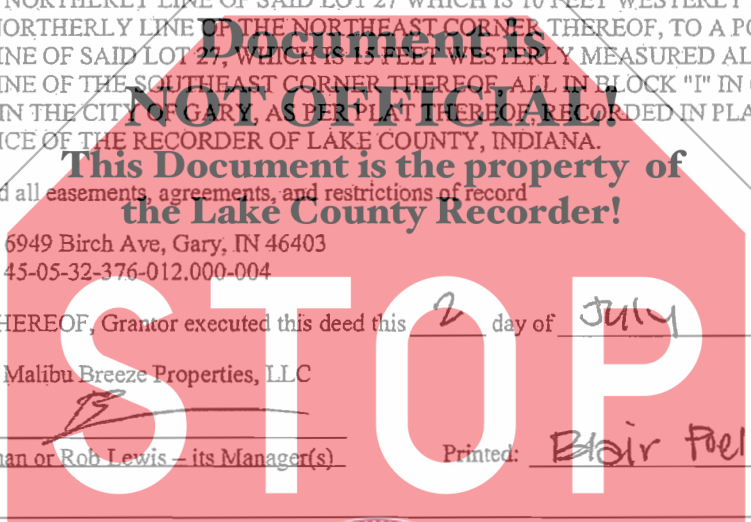 NORTHERLY LINE OF SAID LOT 27 WHICH IS 10 FEET WESTERLY
NORTHERLY LINE OF THE NORTHEAST CORNER THEREOF, TO A PO
Document is
INE OF SAID LOT 27, WHICH IS 15 FEET WESTERLY MEASURED AL
INE OF THE SOUTHEAST CORNER THEREOF, ALL IN BLOCK "I" IN
NOT OFFICIAL!
IN THE CITY OF GARY, AS PER PLAT THEREOF, RECORDED IN PLA
ICE OF THE RECORDER OF LAKE COUNTY, INDIANA.
This Document is the property of
d all easements, agreements, and restrictions of record
the Lake County Recorder!
6949 Birch Ave, Gary, IN 46403
45-05-32-376-012.000-004
STOP
HEREOF, Grantor executed this deed this 2 day of July
Malibu Breeze Properties, LLC
nan or Rob Lewis – its Manager(s) Printed: Blair Poel